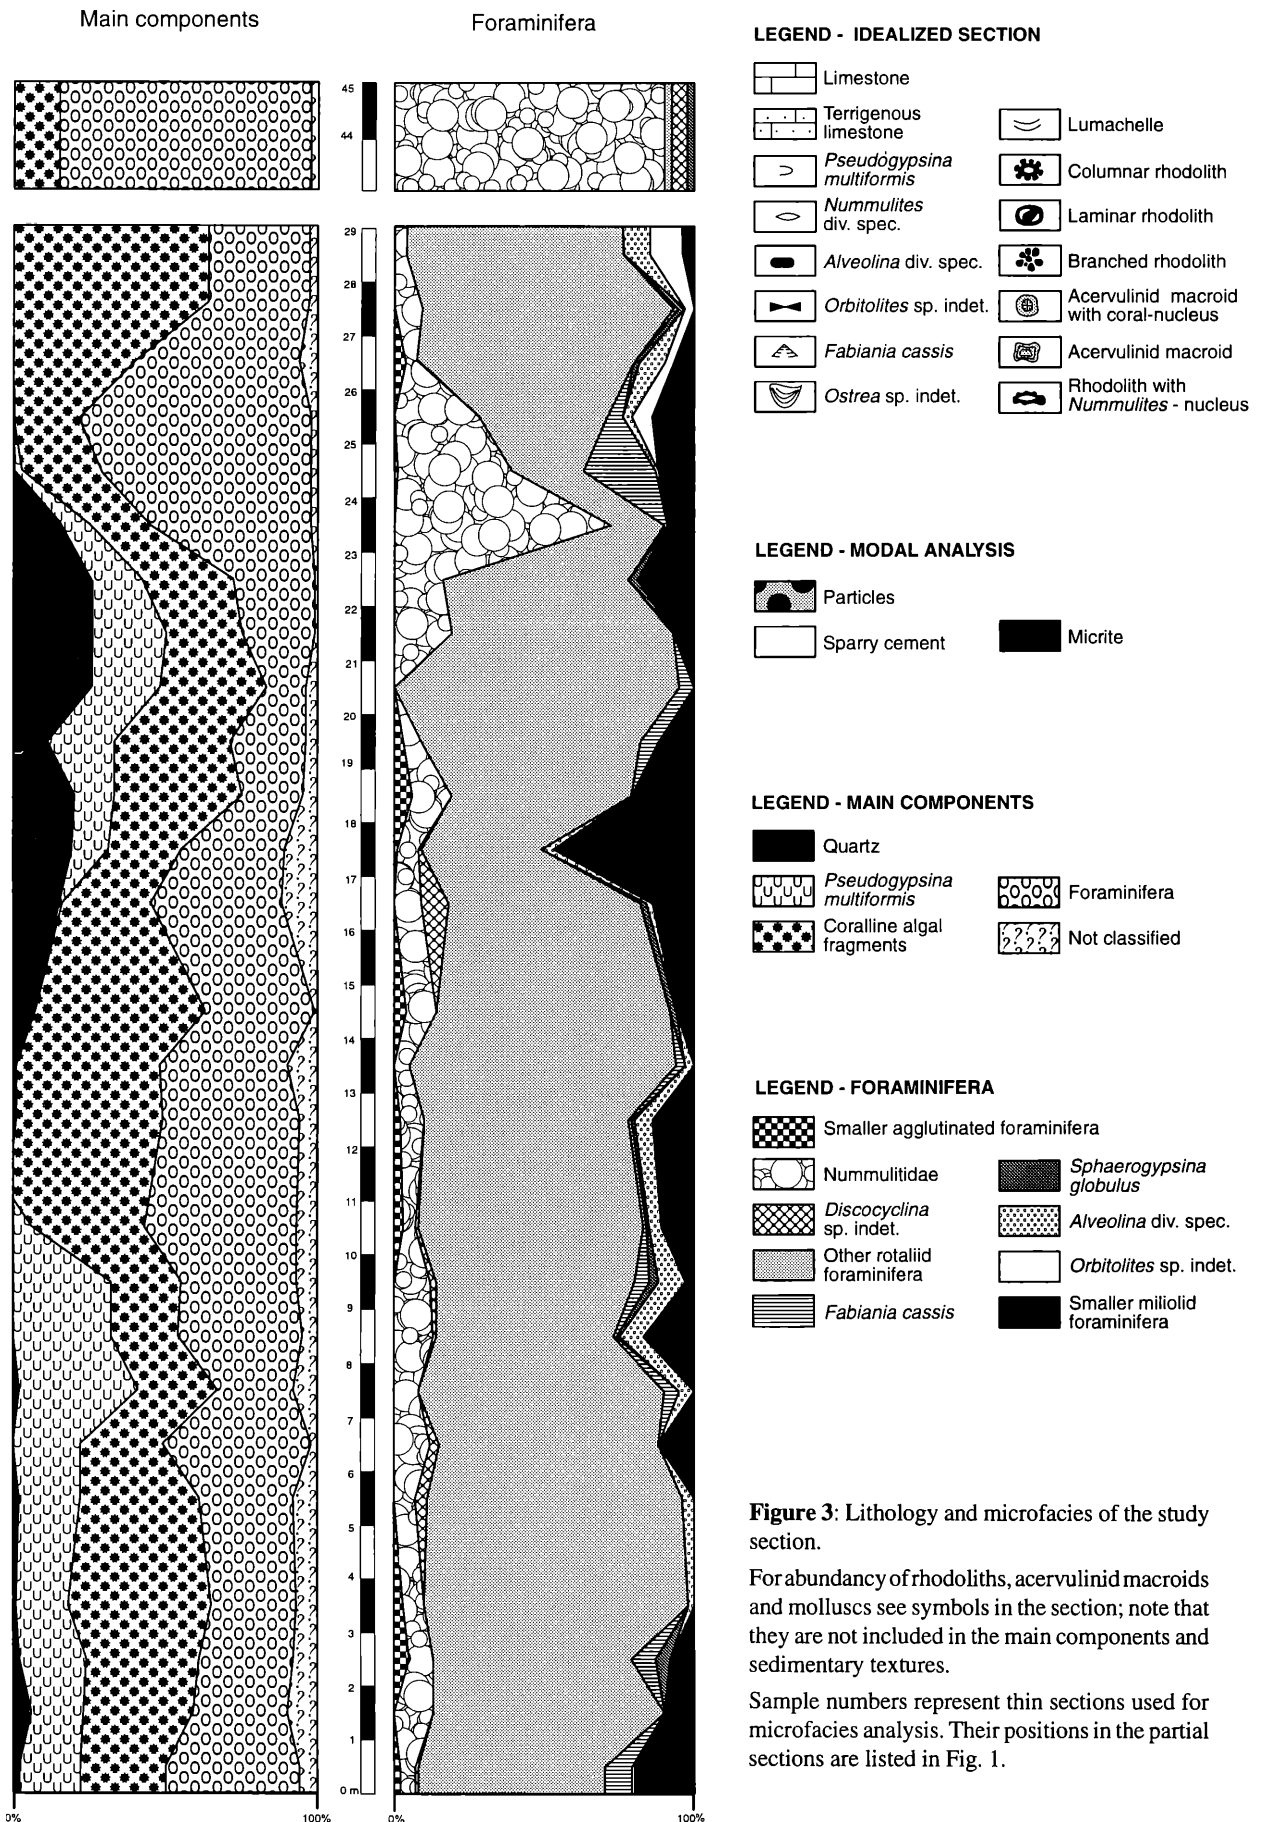 Main components
Foraminifera
45
44
29
28
27
26
25
24
23
22
21
20
19
18
17
16
15
14
13
12
11
10
9
8
7
6
5
4
3
2
1
0 m
0%
100%
0%
100%
LEGEND - IDEALIZED SECTION
Limestone
Terrigenous
limestone
Pseudogypsina
multiformis
Nummulites
div. spec.
Alveolina div. spec.
Orbitolites sp. indet.
Fabiania cassis
Ostrea sp. indet.
Lumachelle
Columnar rhodolith
Laminar rhodolith
Branched rhodolith
Acervulinid macroid
with coral-nucleus
Acervulinid macroid
Rhodolith with
Nummulites - nucleus
LEGEND - MODAL ANALYSIS
Particles
Sparry cement
Micrite
LEGEND - MAIN COMPONENTS
Quartz
Pseudogypsina
multiformis
Coralline algal
fragments
Foraminifera
Not classified
LEGEND - FORAMINIFERA
Smaller agglutinated foraminifera
Nummulitidae
Discocyclina
sp. indet.
Other rotaliid
foraminifera
Fabiania cassis
Sphaerogypsina
globulus
Alveolina div. spec.
Orbitolites sp. indet.
Smaller miliolid
foraminifera
Figure 3: Lithology and microfacies of the study
section.
For abundancy of rhodoliths, acervulinid macroids
and molluscs see symbols in the section; note that
they are not included in the main components and
sedimentary textures.
Sample numbers represent thin sections used for
microfacies analysis. Their positions in the partial
sections are listed in Fig. 1.